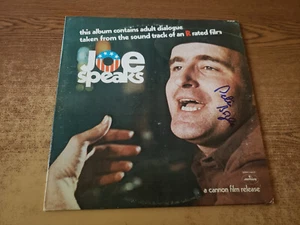 this album contains adult dialogue
taken from the sound track of an R rated film
Joe
speaks
a cannon film release